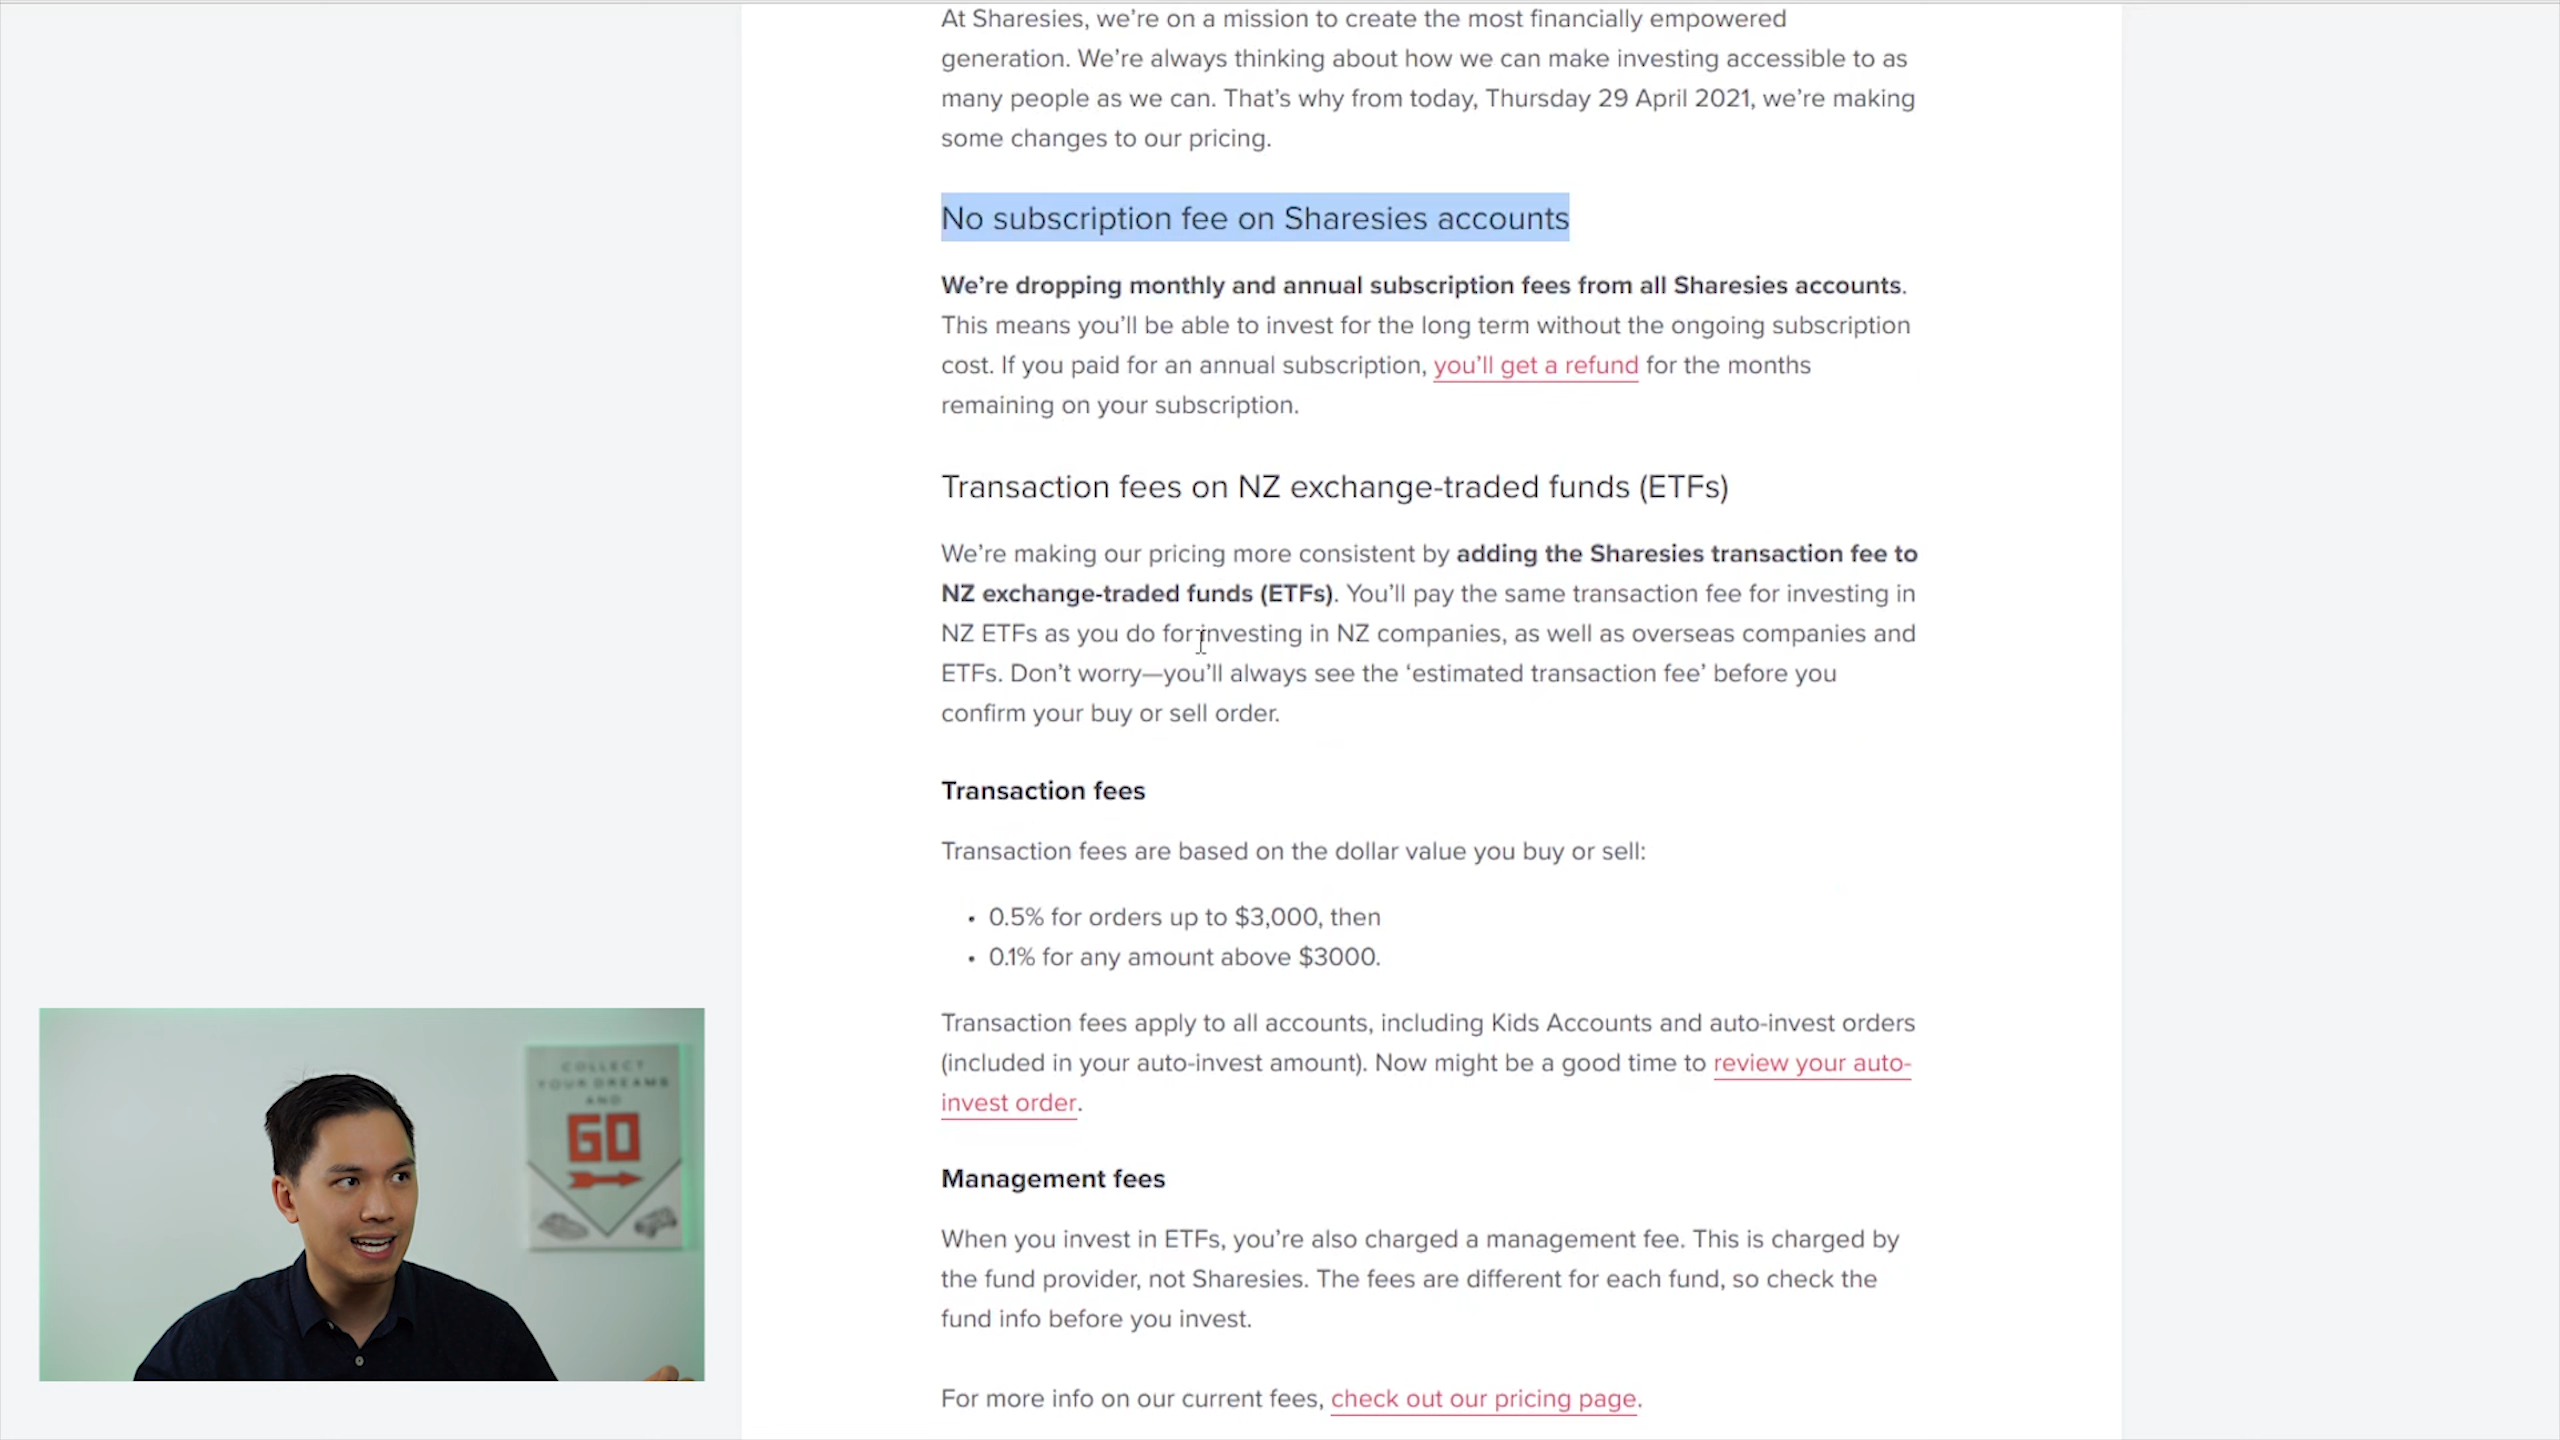 At Sharesies, we’re on a mission to create the most financially empowered
generation. We’re always thinking about how we can make investing accessible to as
many people as we can. That’s why from today, Thursday 29 April 2021, we’re making
some changes to our pricing.
No subscription fee on Sharesies accounts
We’re dropping monthly and annual subscription fees from all Sharesies accounts.
This means you’ll be able to invest for the long term without the ongoing subscription
cost. If you paid for an annual subscription, you’ll get a refund for the months
remaining on your subscription.
Transaction fees on NZ exchange-traded funds (ETFs)
We’re making our pricing more consistent by adding the Sharesies transaction fee to
NZ exchange-traded funds (ETFs). You’ll pay the same transaction fee for investing in
NZ ETFs as you do for investing in NZ companies, as well as overseas companies and
ETFs. Don’t worry—you’ll always see the ‘estimated transaction fee’ before you
confirm your buy or sell order.
Transaction fees
Transaction fees are based on the dollar value you buy or sell:
• 0.5% for orders up to $3,000, then
• 0.1% for any amount above $3000.
Transaction fees apply to all accounts, including Kids Accounts and auto-invest orders
(included in your auto-invest amount). Now might be a good time to review your auto-
invest order.
Management fees
When you invest in ETFs, you’re also charged a management fee. This is charged by
the fund provider, not Sharesies. The fees are different for each fund, so check the
fund info before you invest.
For more info on our current fees, check out our pricing page.
COLLECT
YOUR DREAMS
AND
GO